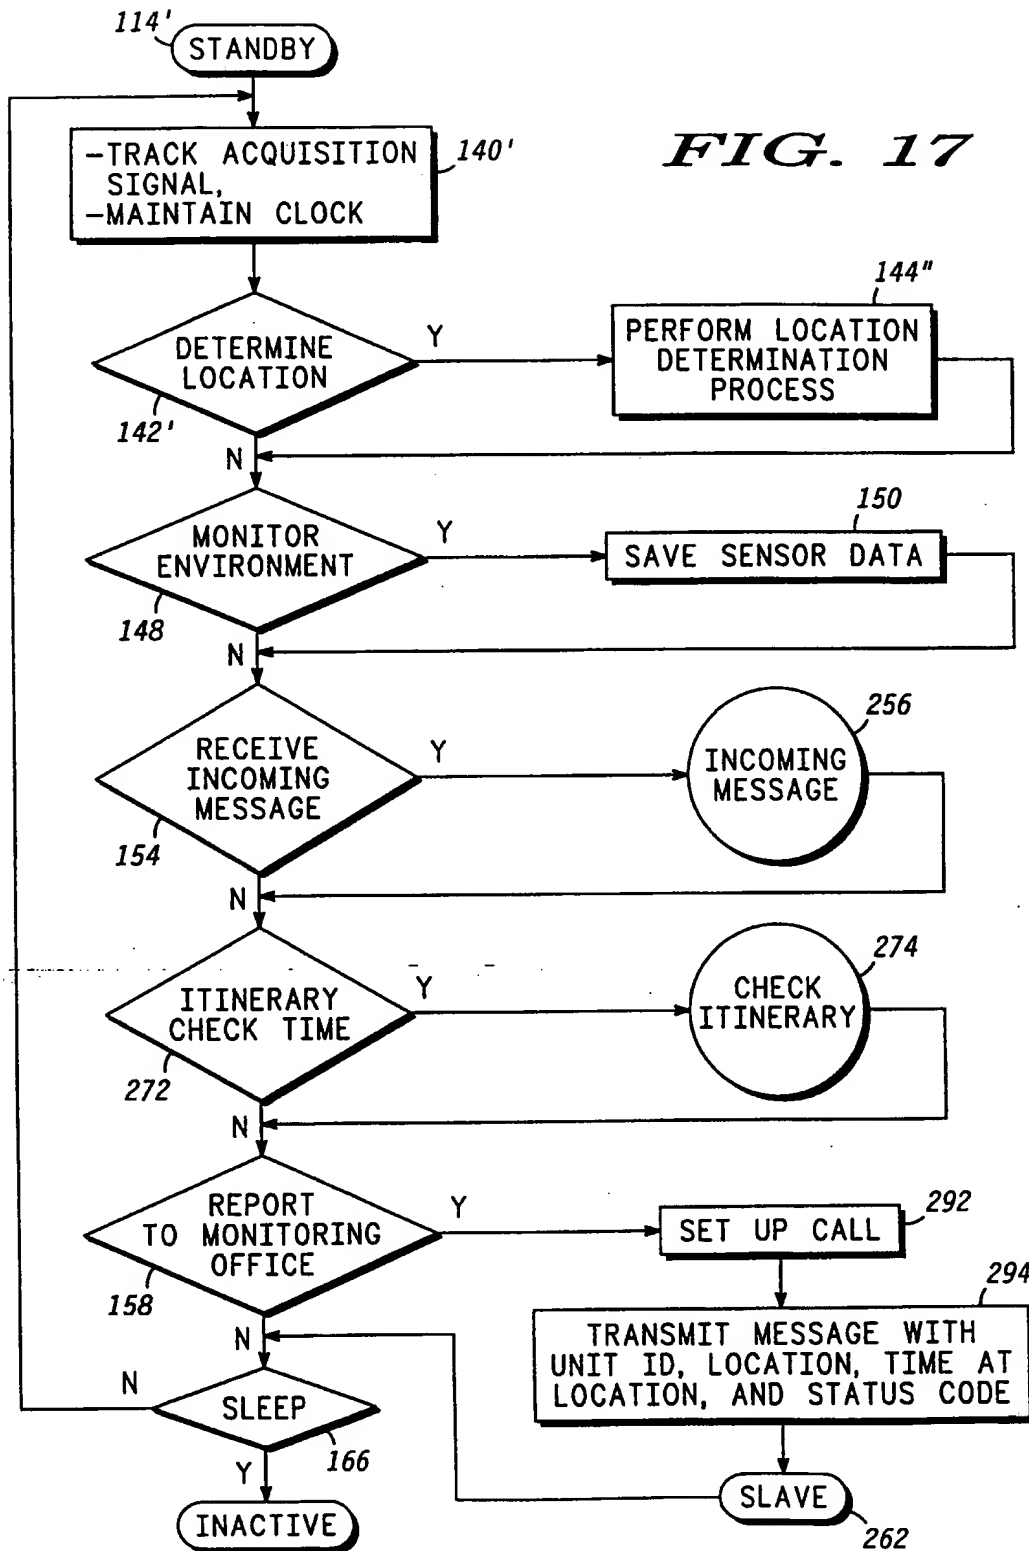 114'
STANDBY
FIG. 17
-TRACK ACQUISITION
SIGNAL,
-MAINTAIN CLOCK
140'
DETERMINE
LOCATION
142'
Y
N
144"
PERFORM LOCATION
DETERMINATION
PROCESS
MONITOR
ENVIRONMENT
148
Y
N
150
SAVE SENSOR DATA
RECEIVE
INCOMING
MESSAGE
154
Y
N
256
INCOMING
MESSAGE
ITINERARY
CHECK TIME
272
Y
N
274
CHECK
ITINERARY
REPORT
TO MONITORING
OFFICE
158
Y
N
292
SET UP CALL
294
TRANSMIT MESSAGE WITH
UNIT ID, LOCATION, TIME AT
LOCATION, AND STATUS CODE
N
SLEEP
166
Y
SLAVE
262
INACTIVE